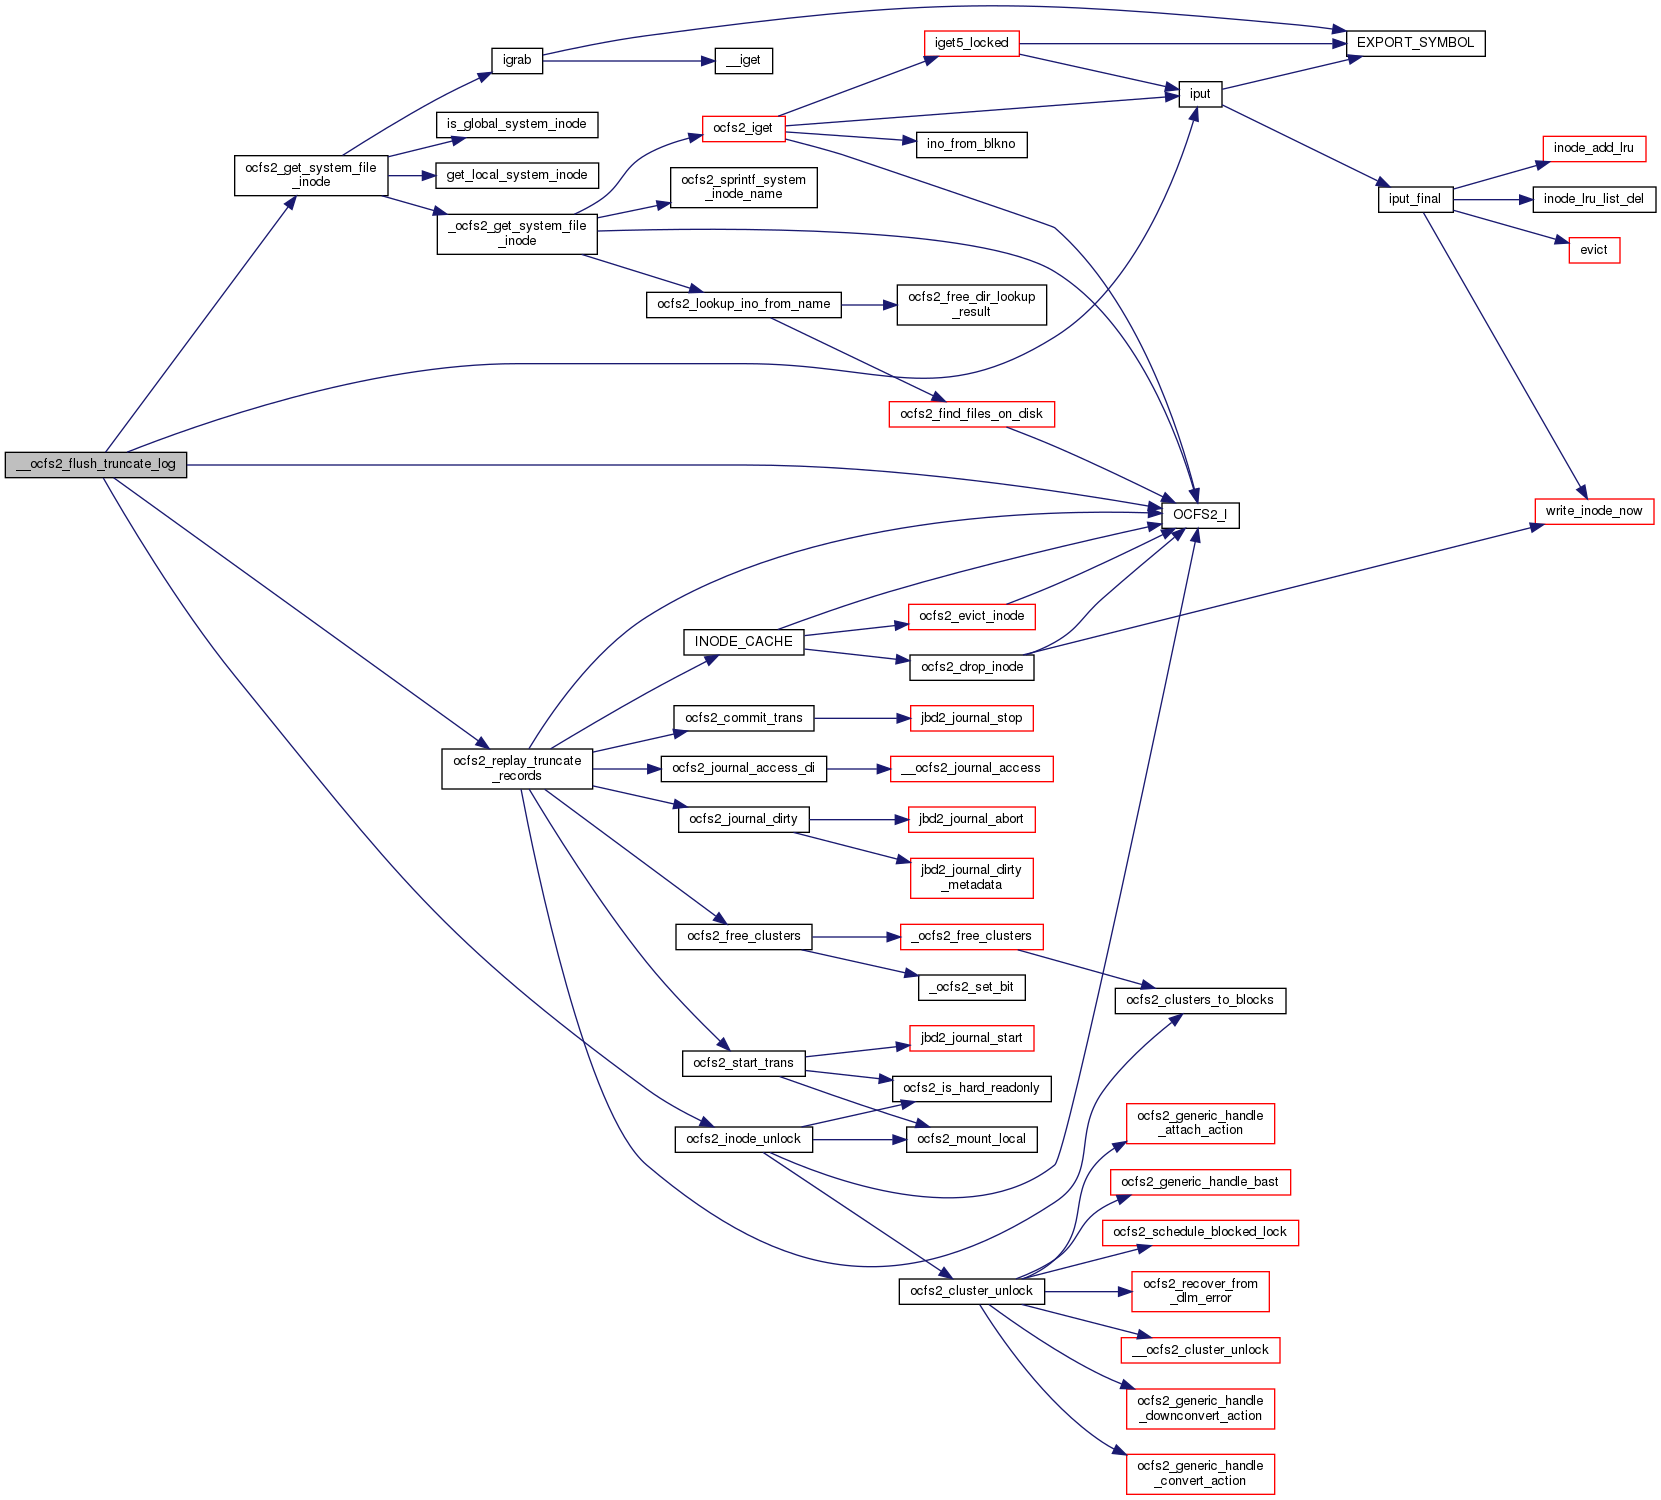 __ocfs2_flush_truncate_log
ocfs2_get_system_file
_inode
igrab
__iget
is_global_system_inode
get_local_system_inode
_ocfs2_get_system_file
_inode
ocfs2_iget
iget5_locked
EXPORT_SYMBOL
iput
ino_from_blkno
ocfs2_sprintf_system
_inode_name
ocfs2_lookup_ino_from_name
ocfs2_free_dir_lookup
_result
ocfs2_find_files_on_disk
iput_final
inode_add_lru
inode_lru_list_del
evict
write_inode_now
OCFS2_I
ocfs2_replay_truncate
_records
INODE_CACHE
ocfs2_evict_inode
ocfs2_drop_inode
ocfs2_commit_trans
jbd2_journal_stop
ocfs2_journal_access_di
__ocfs2_journal_access
ocfs2_journal_dirty
jbd2_journal_abort
jbd2_journal_dirty
_metadata
ocfs2_free_clusters
_ocfs2_free_clusters
_ocfs2_set_bit
ocfs2_clusters_to_blocks
ocfs2_start_trans
jbd2_journal_start
ocfs2_is_hard_readonly
ocfs2_mount_local
ocfs2_inode_unlock
ocfs2_cluster_unlock
ocfs2_generic_handle
_attach_action
ocfs2_generic_handle_bast
ocfs2_schedule_blocked_lock
ocfs2_recover_from
_dlm_error
__ocfs2_cluster_unlock
ocfs2_generic_handle
_downconvert_action
ocfs2_generic_handle
_convert_action